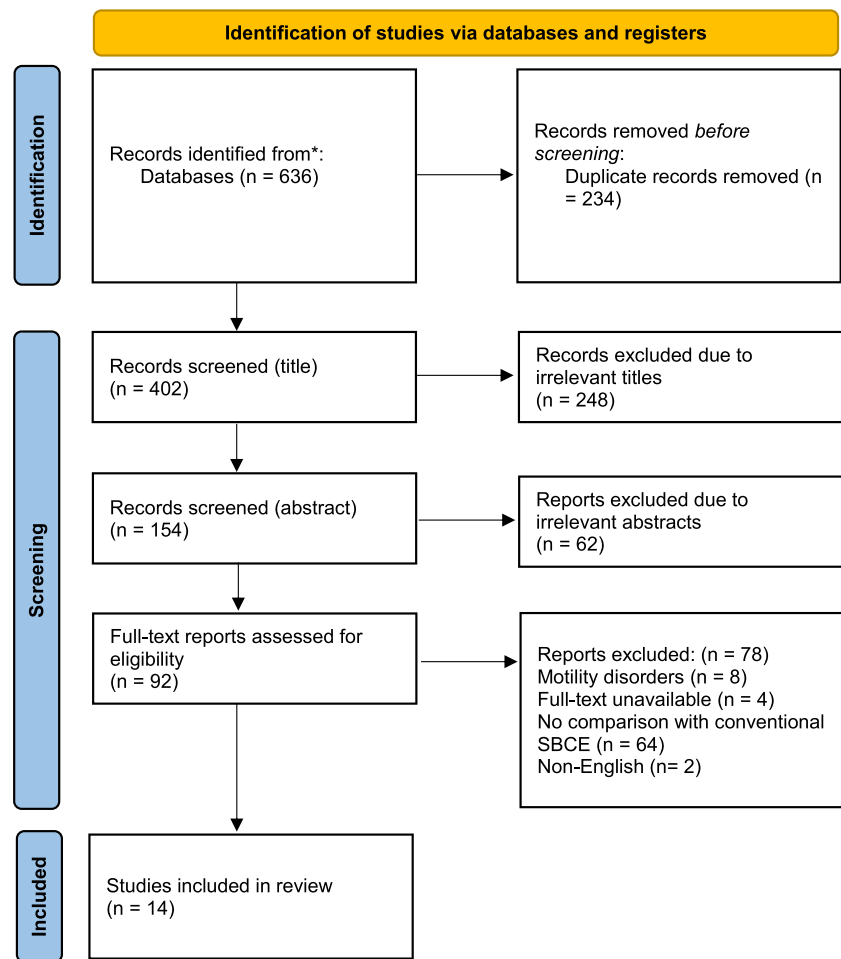 Identification of studies via databases and registers
Identification
Records identified from*:
Databases (n = 636)
Records removed before
screening:
Duplicate records removed (n
= 234)
Screening
Records screened (title)
(n = 402)
Records excluded due to
irrelevant titles
(n = 248)
Records screened (abstract)
(n = 154)
Reports excluded due to
irrelevant abstracts
(n = 62)
Full-text reports assessed for
eligibility
(n = 92)
Reports excluded: (n = 78)
Motility disorders (n = 8)
Full-text unavailable (n = 4)
No comparison with conventional
SBCE (n = 64)
Non-English (n= 2)
Included
Studies included in review
(n = 14)